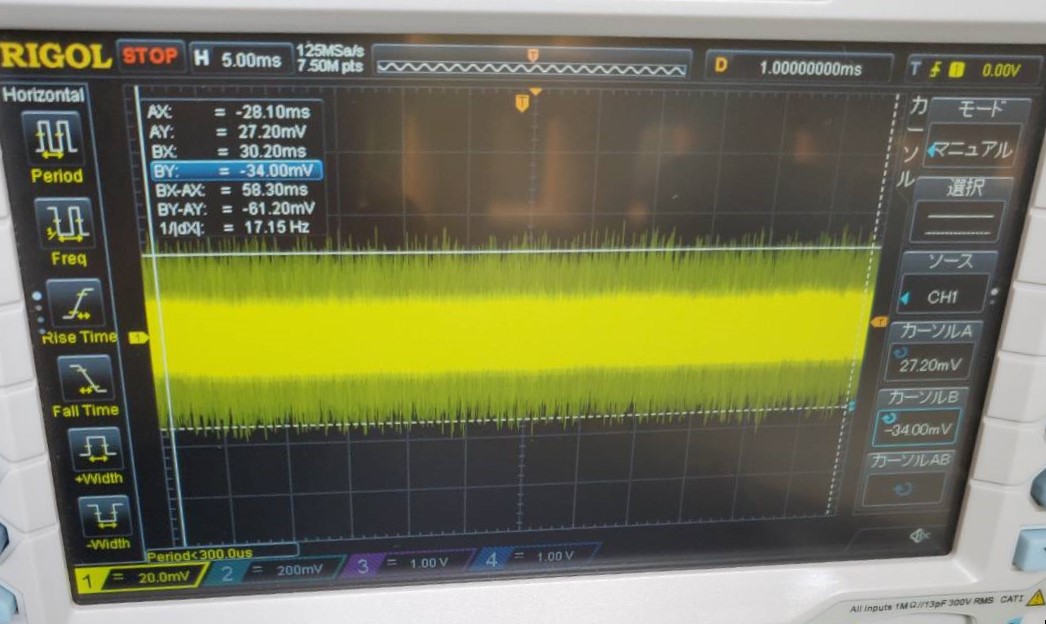 RIGOL STOP H 5.00ms 125MSa/s 7.50M pts T D 1.00000000ms T 1 0.00V
Horizontal
Period
Freq
Rise Time
Fall Time
+Width
-Width
AX: = -28.10ms
AY: = 27.20mV
BX: = 30.20ms
BY: = -34.00mV
BX-AX: = 58.30ms
BY-AY: = -61.20mV
1/|dX|: = 17.15 Hz
T
1
T
カーソル
モード
マニュアル
選択
ソース
CH1
カーソルA
27.20mV
カーソルB
-34.00mV
カーソルAB
Period<300.0us
1 = 20.0mV 2 = 200mV 3 = 1.00 V 4 = 1.00 V
All inputs 1MΩ//13pF 300V RMS CAT I